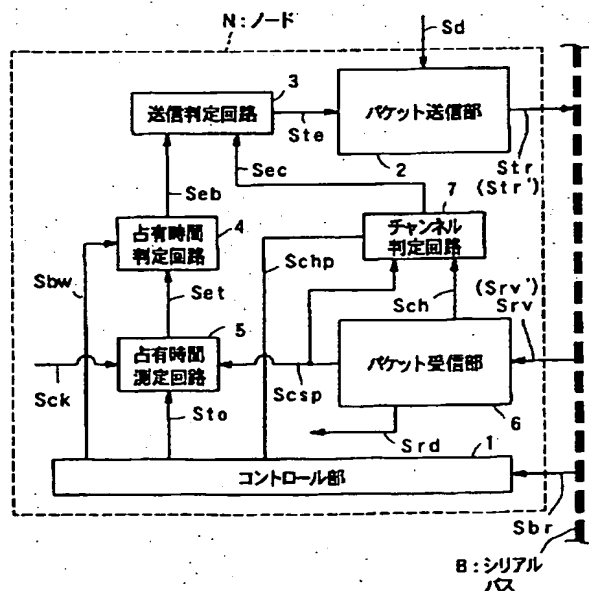 N:ノード
Sd
3
送信判定回路
Ste
パケット送信部
2
Str
(Str')
Seb
Sec
7
4
占有時間
判定回路
チャンネル
判定回路
Sbw
Schp
Set
Sch
(Srv')
Srv
5
占有時間
測定回路
パケット受信部
Sck
Scsp
Sto
6
Srd
1
コントロール部
Sbr
B:シリアル
バス